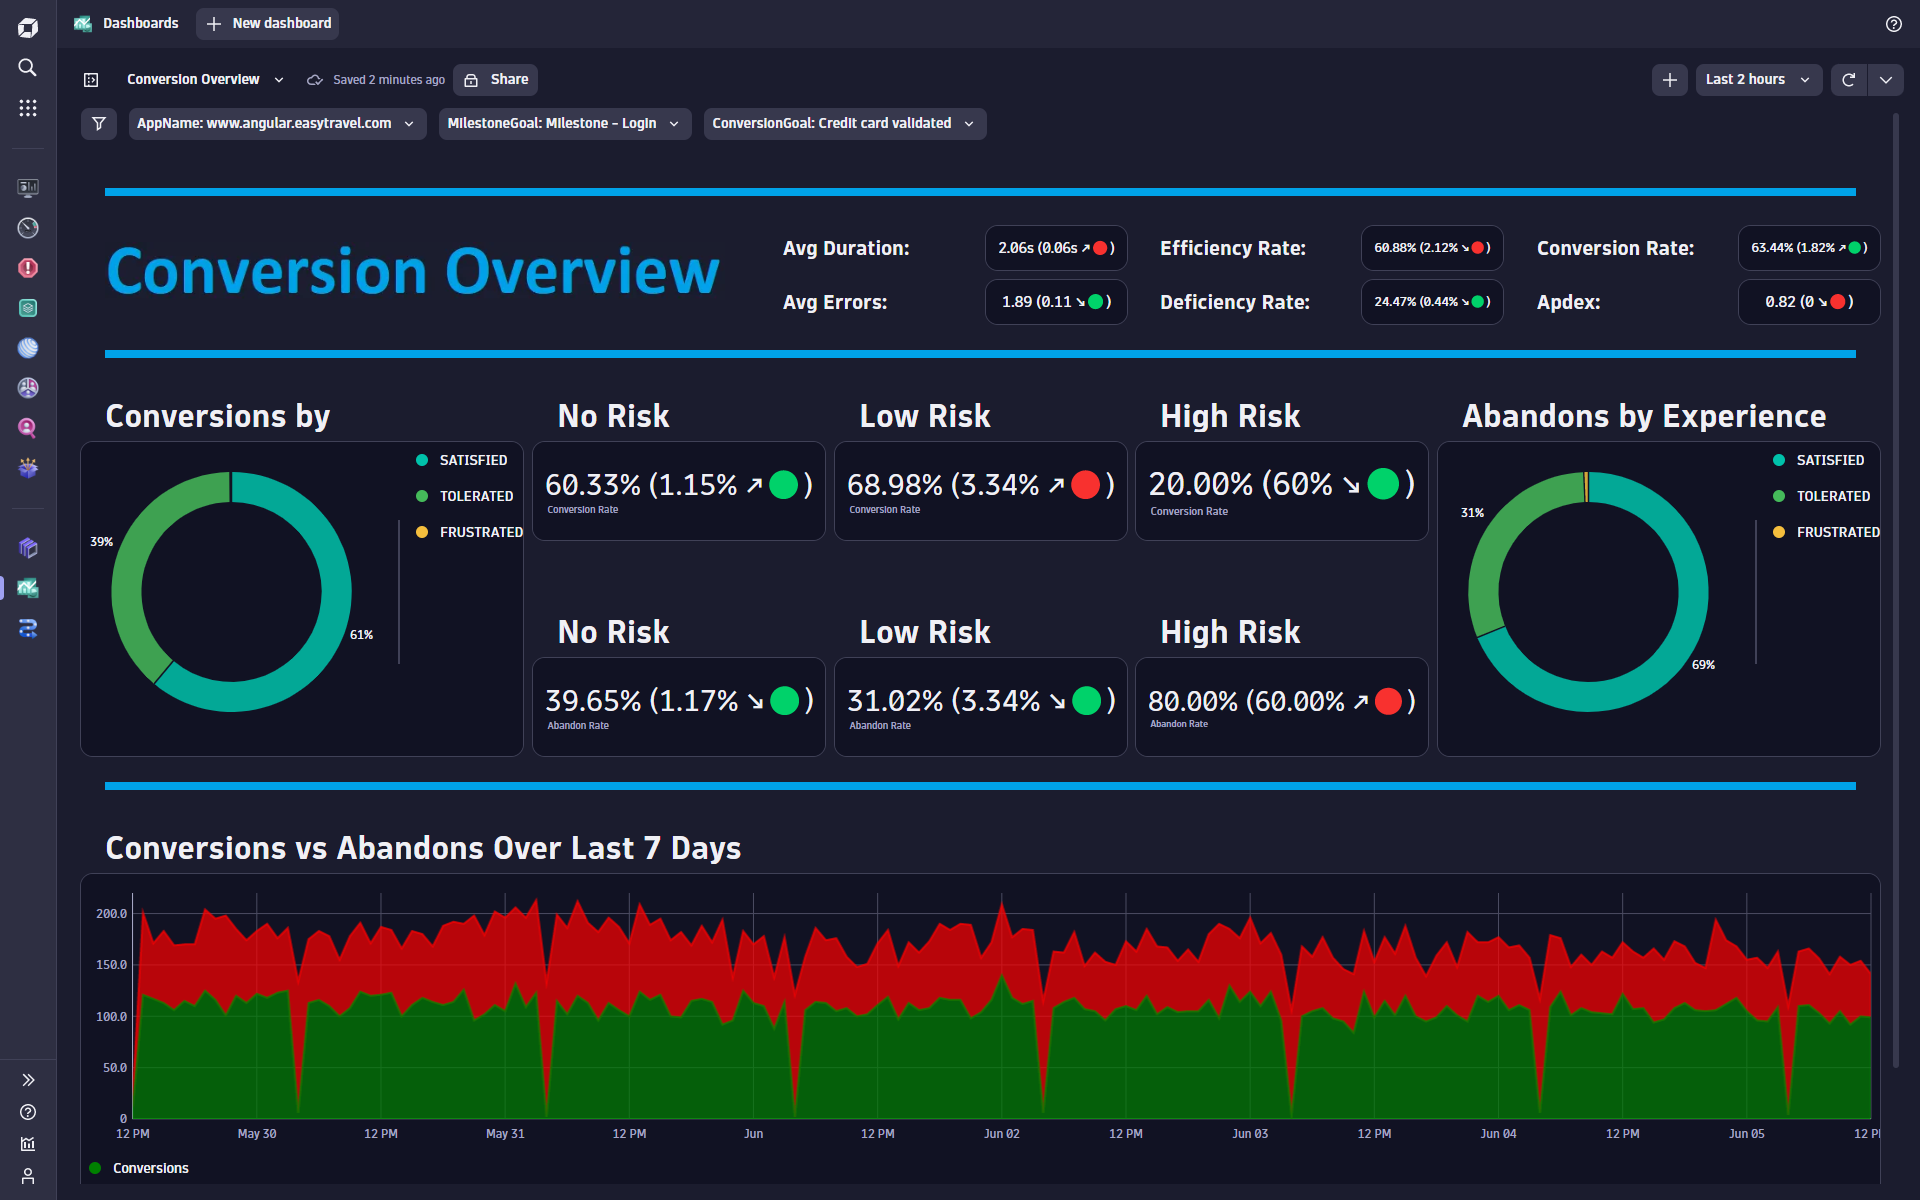 Dashboards
New dashboard
Conversion Overview
Saved 2 minutes ago
Share
Last 2 hours
AppName: www.angular.easytravel.com
MilestoneGoal: Milestone - Login
ConversionGoal: Credit card validated
Conversion Overview
Avg Duration: 2.06s (0.06s ↗🔴)
Efficiency Rate: 60.88% (2.12% ↘🔴)
Conversion Rate: 63.44% (1.82% ↗🟢)
Avg Errors: 1.89 (0.11 ↘🟢)
Deficiency Rate: 24.47% (0.44% ↘🟢)
Apdex: 0.82 (0 ↘🔴)
Conversions by
SATISFIED
TOLERATED
FRUSTRATED
39%
61%
No Risk
60.33% (1.15% ↗🟢)
Conversion Rate
Low Risk
68.98% (3.34% ↗🔴)
Conversion Rate
High Risk
20.00% (60% ↘🟢)
Conversion Rate
No Risk
39.65% (1.17% ↘🟢)
Abandon Rate
Low Risk
31.02% (3.34% ↘🟢)
Abandon Rate
High Risk
80.00% (60.00% ↗🔴)
Abandon Rate
Abandons by Experience
SATISFIED
TOLERATED
FRUSTRATED
31%
69%
Conversions vs Abandons Over Last 7 Days
200.0
150.0
100.0
50.0
0
12 PM May 30 12 PM May 31 12 PM Jun 12 PM Jun 02 12 PM Jun 03 12 PM Jun 04 12 PM Jun 05 12 P
Conversions